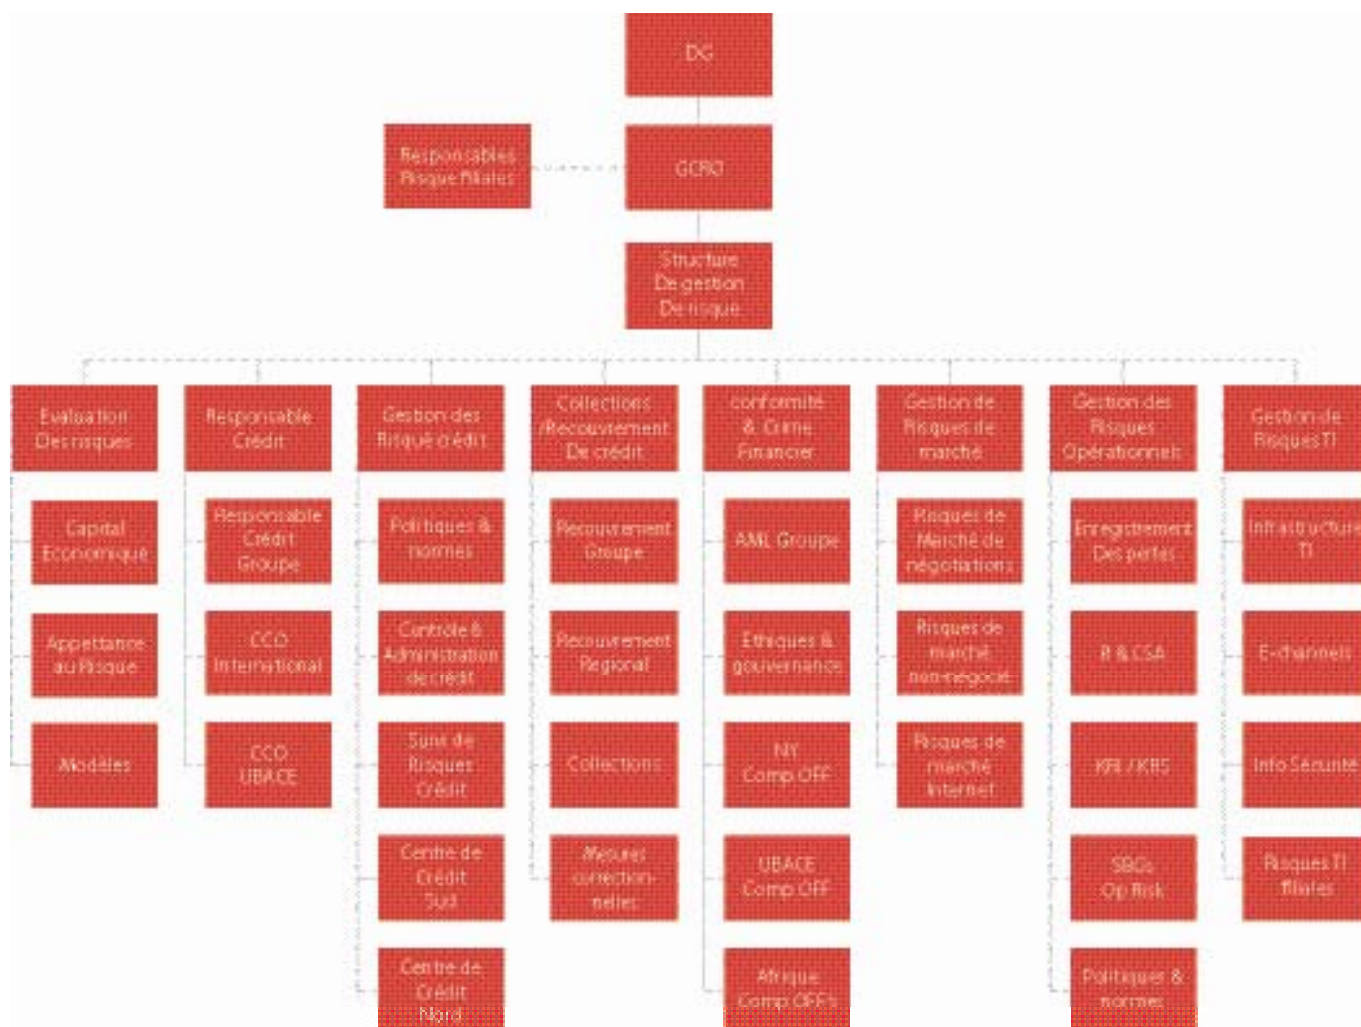 DG
Responsables
Risque filiales
GCRO
Structure
De gestion
De risque
Evaluation
Des risques
Responsable
Crédit
Gestion des
Risque crédit
Collections
/Recouvrement
De crédit
conformité
& Crime
Financier
Gestion de
Risques de
marché
Gestion des
Risques
Opérationnels
Gestion de
Risques TI
Capital
Economique
Responsable
Crédit
Groupe
Politiques &
normes
Recouvrement
Groupe
AML Groupe
Risques de
Marché de
négotiations
Enregistrement
Des pertes
Infrastructure
TI
Appettance
au Risque
CCO
International
Contrôle &
Administration
de crédit
Recouvrement
Regional
Ethiques &
gouvernance
Risques de
marché
non-négocié
R & CSA
E-channels
Modèles
CCO
UBACE
Suivi de
Risques
Crédit
Collections
NY
Comp.OFF
Risques de
marché
Internet
KRI / KRS
Info Sécurité
Centre de
Crédit
Sud
Mesures
correction-
nelles
UBACE
Comp OFF
SBGs
Op Risk
Risques TI
filiales
Centre de
Crédit
Nord
Afrique
Comp.OFFs
Politiquer &
normes